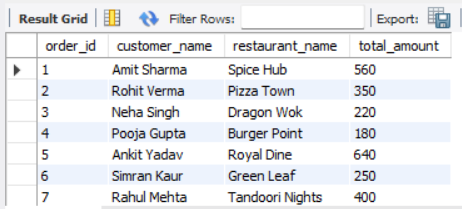 Result Grid Filter Rows: Export:
order_id customer_name restaurant_name total_amount
1 Amit Sharma Spice Hub 560
2 Rohit Verma Pizza Town 350
3 Neha Singh Dragon Wok 220
4 Pooja Gupta Burger Point 180
5 Ankit Yadav Royal Dine 640
6 Simran Kaur Green Leaf 250
7 Rahul Mehta Tandoori Nights 400